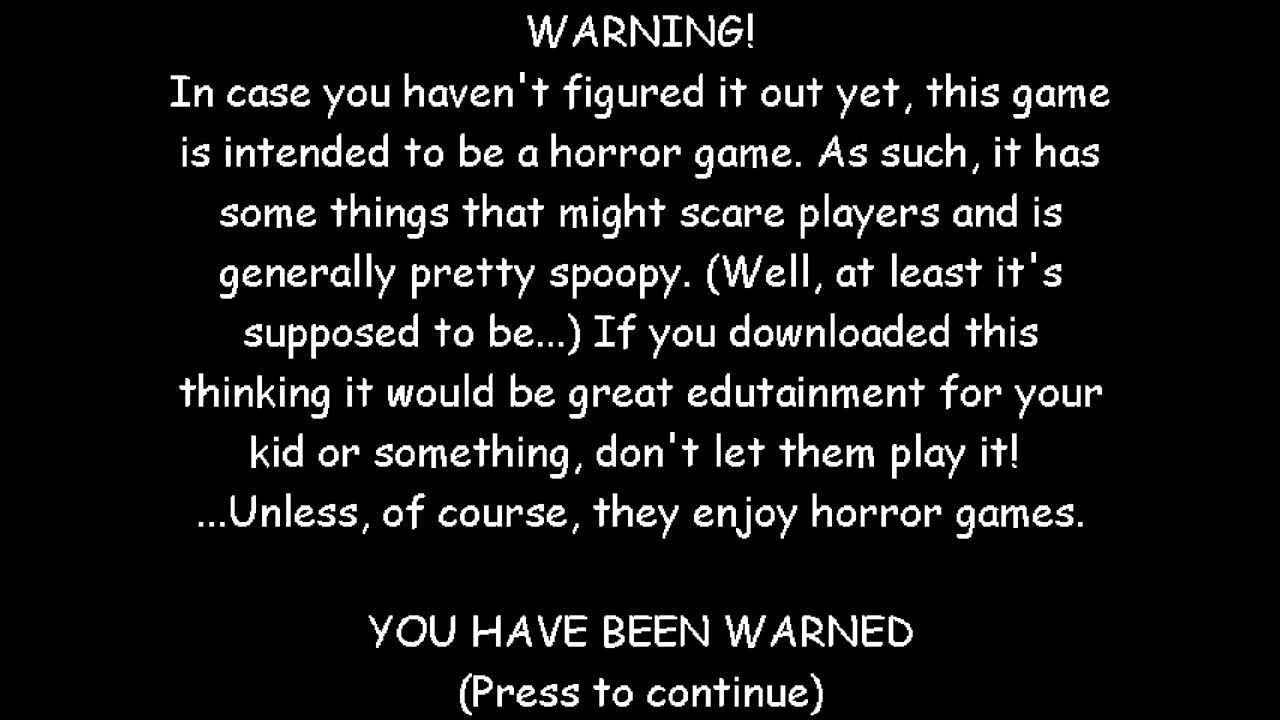 WARNING!
In case you haven't figured it out yet, this game
is intended to be a horror game. As such, it has
some things that might scare players and is
generally pretty spoopy. (Well, at least it's
supposed to be...) If you downloaded this
thinking it would be great edutainment for your
kid or something, don't let them play it!
...Unless, of course, they enjoy horror games.
YOU HAVE BEEN WARNED
(Press to continue)